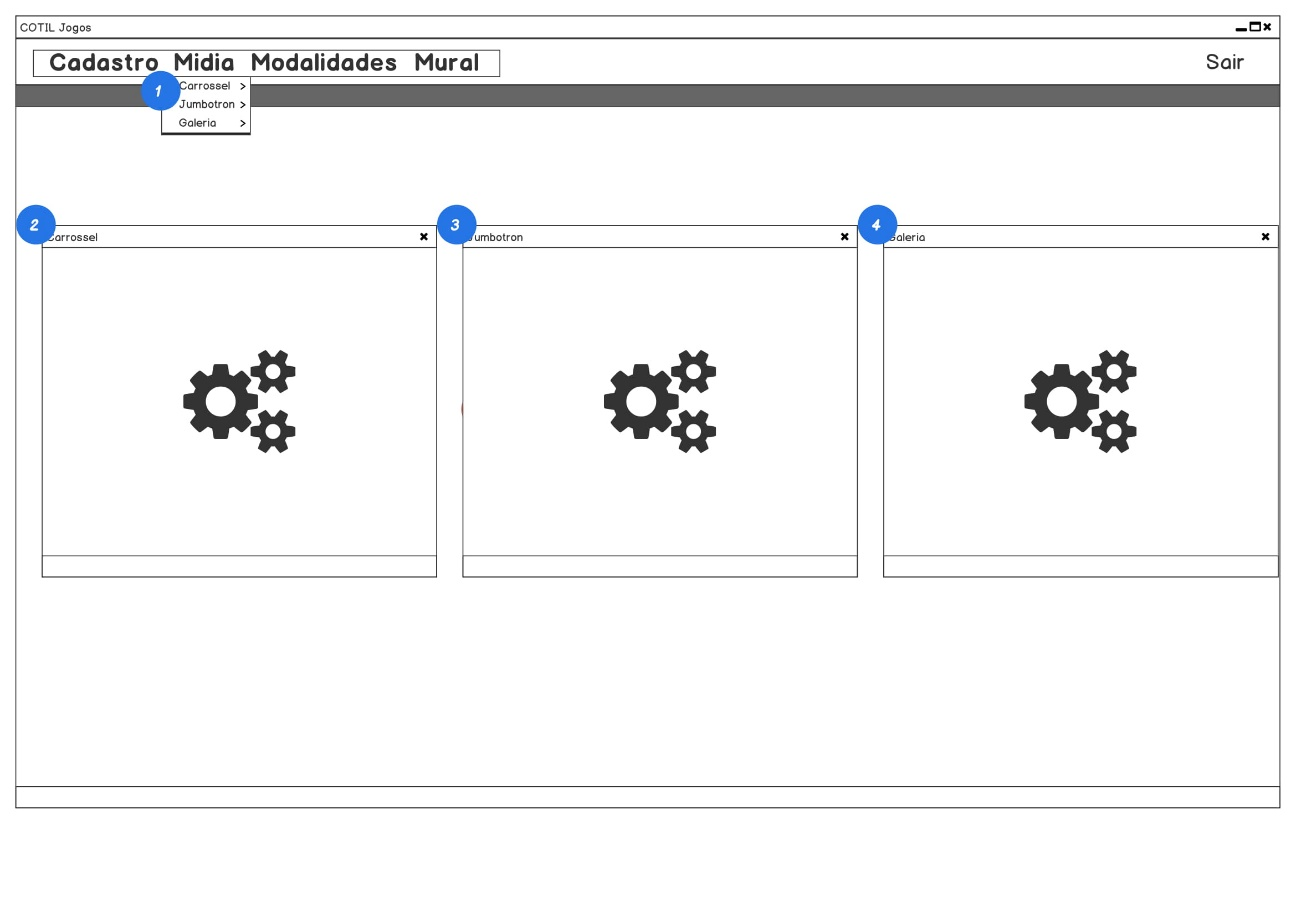 COTIL Jogos
Cadastro Midia Modalidades Mural
Sair
1
Carrossel >
Jumbotron >
Galeria >
2
Carrossel
3
Jumbotron
4
Galeria